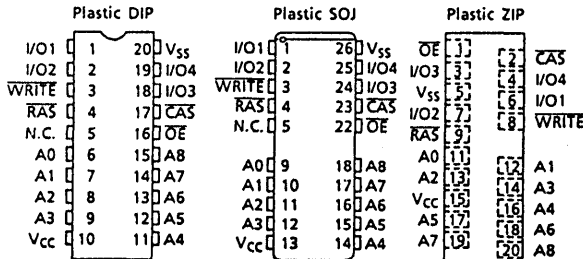 Plastic DIP
I/O1 1 20 VSS
I/O2 2 19 I/O4
WRITE 3 18 I/O3
RAS 4 17 CAS
N.C. 5 16 OE
A0 6 15 A8
A1 7 14 A7
A2 8 13 A6
A3 9 12 A5
VCC 10 11 A4
Plastic SOJ
I/O1 1 26 VSS
I/O2 2 25 I/O4
WRITE 3 24 I/O3
RAS 4 23 CAS
N.C. 5 22 OE
A0 9 18 A8
A1 10 17 A7
A2 11 16 A6
A3 12 15 A5
VCC 13 14 A4
Plastic ZIP
OE 1
2 CAS
I/O3 3
4 I/O4
VSS 5
6 I/O1
I/O2 7
8 WRITE
RAS 9
A0 11
12 A1
A2 13
14 A3
VCC 15
16 A4
A5 17
18 A6
A7 19
20 A8